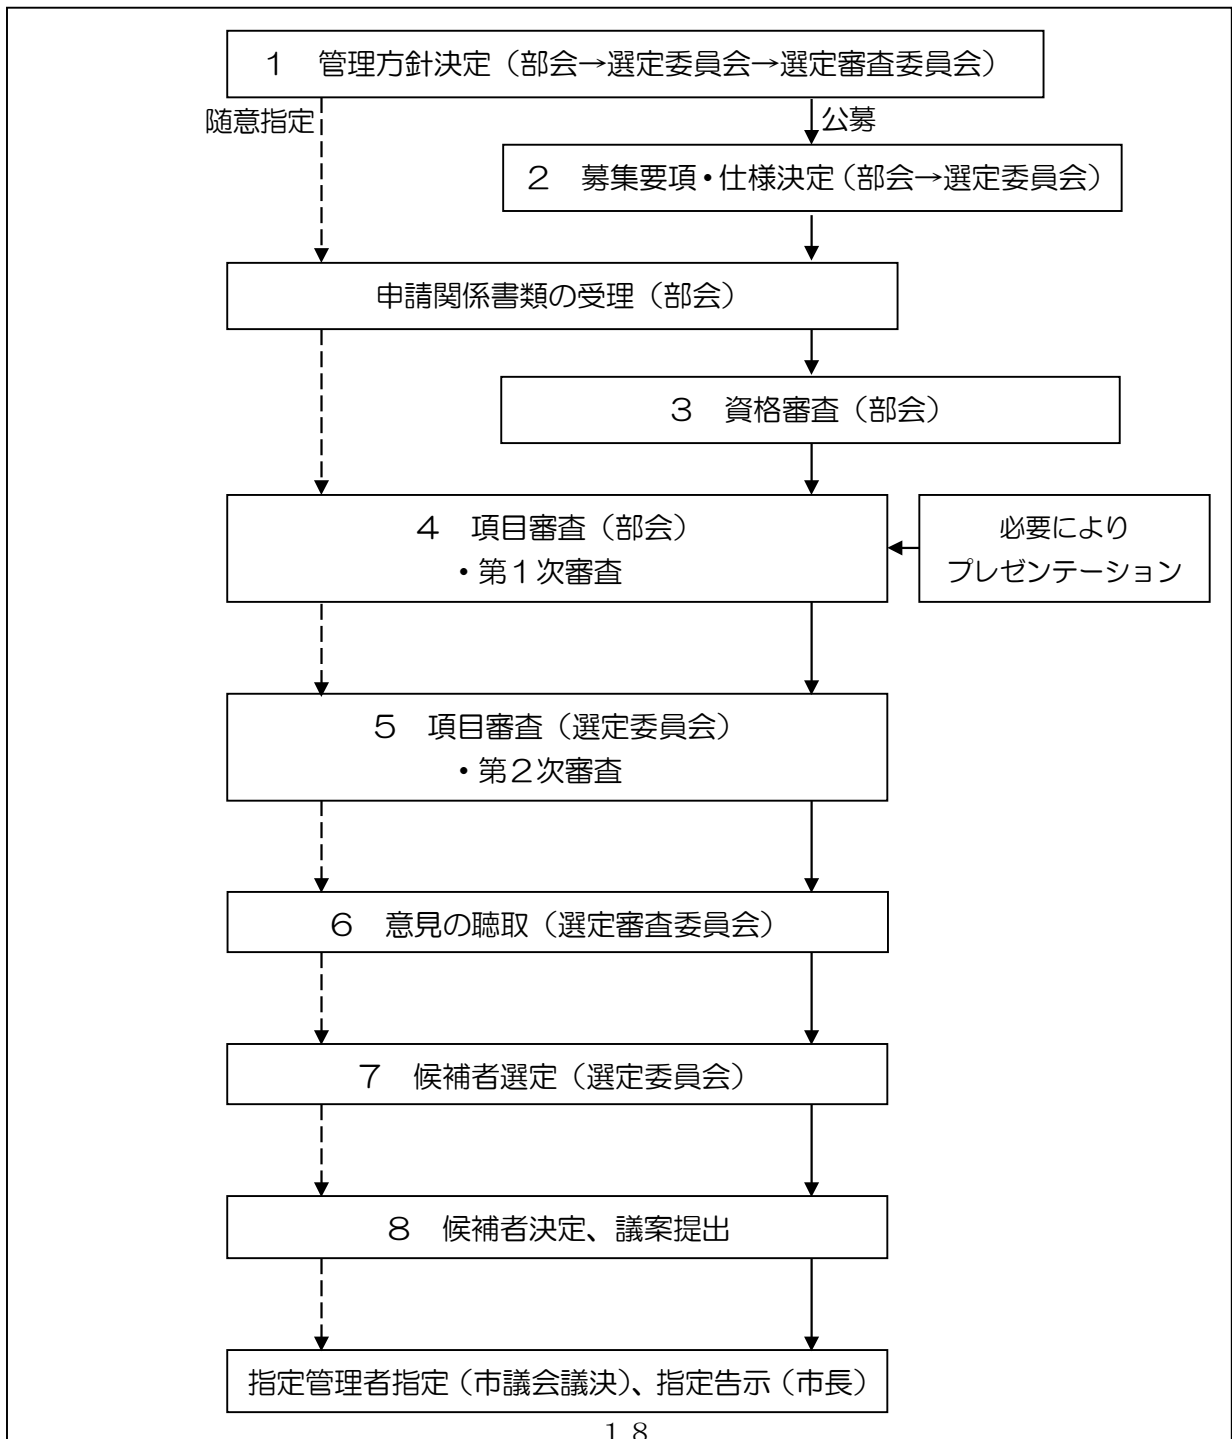 １　管理方針決定（部会→選定委員会→選定審査委員会）
随意指定
公募
２　募集要項・仕様決定（部会→選定委員会）
申請関係書類の受理（部会）
３　資格審査（部会）
４　項目審査（部会）
・第１次審査
必要により
プレゼンテーション
５　項目審査（選定委員会）
・第２次審査
６　意見の聴取（選定審査委員会）
７　候補者選定（選定委員会）
８　候補者決定、議案提出
指定管理者指定（市議会議決）、指定告示（市長）
１８